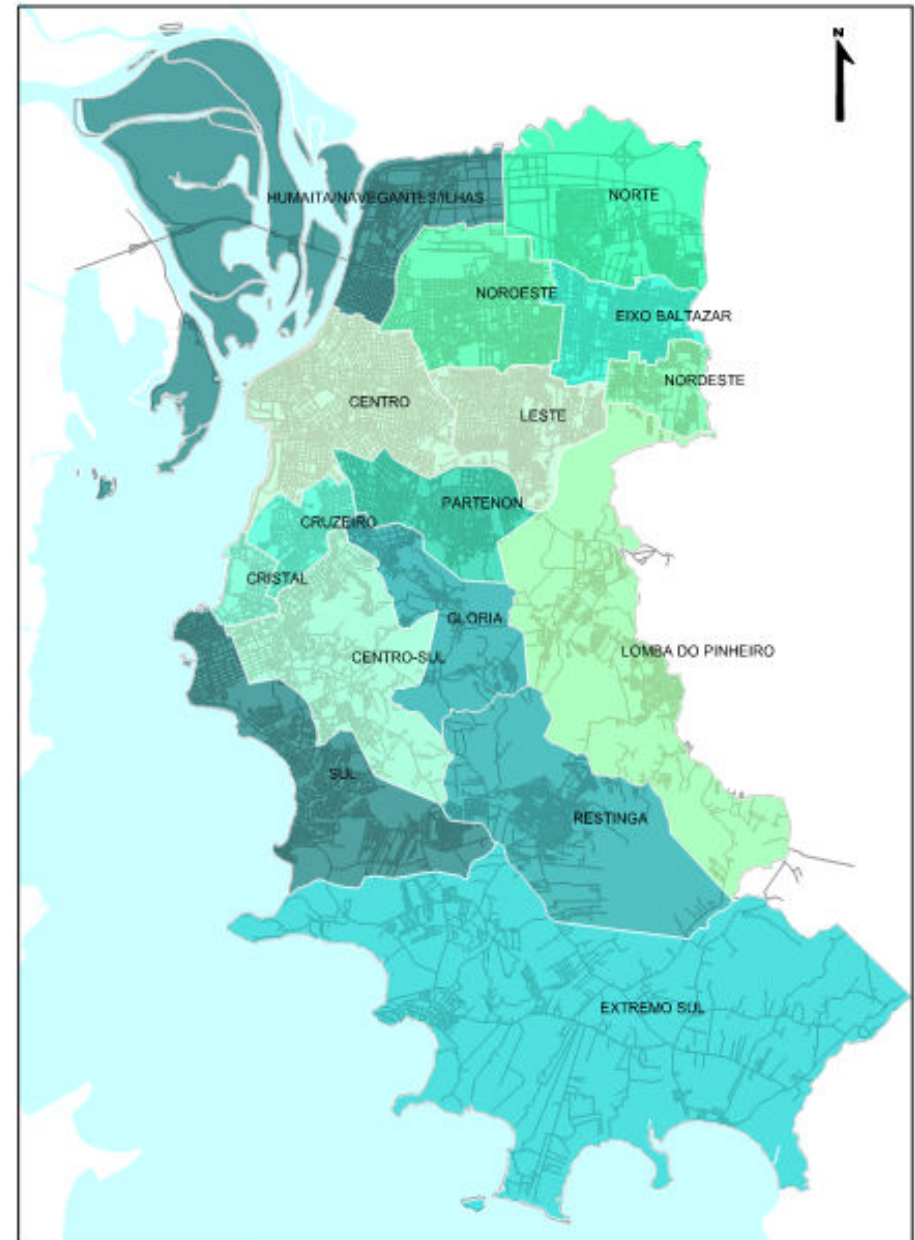 N
HUMAITA/NAVEGANTES/ILHAS
NORTE
NOROESTE
EIXO BALTAZAR
NORDESTE
CENTRO
LESTE
PARTENON
CRUZEIRO
CRISTAL
GLORIA
CENTRO-SUL
LOMBA DO PINHEIRO
SUL
RESTINGA
EXTREMO SUL